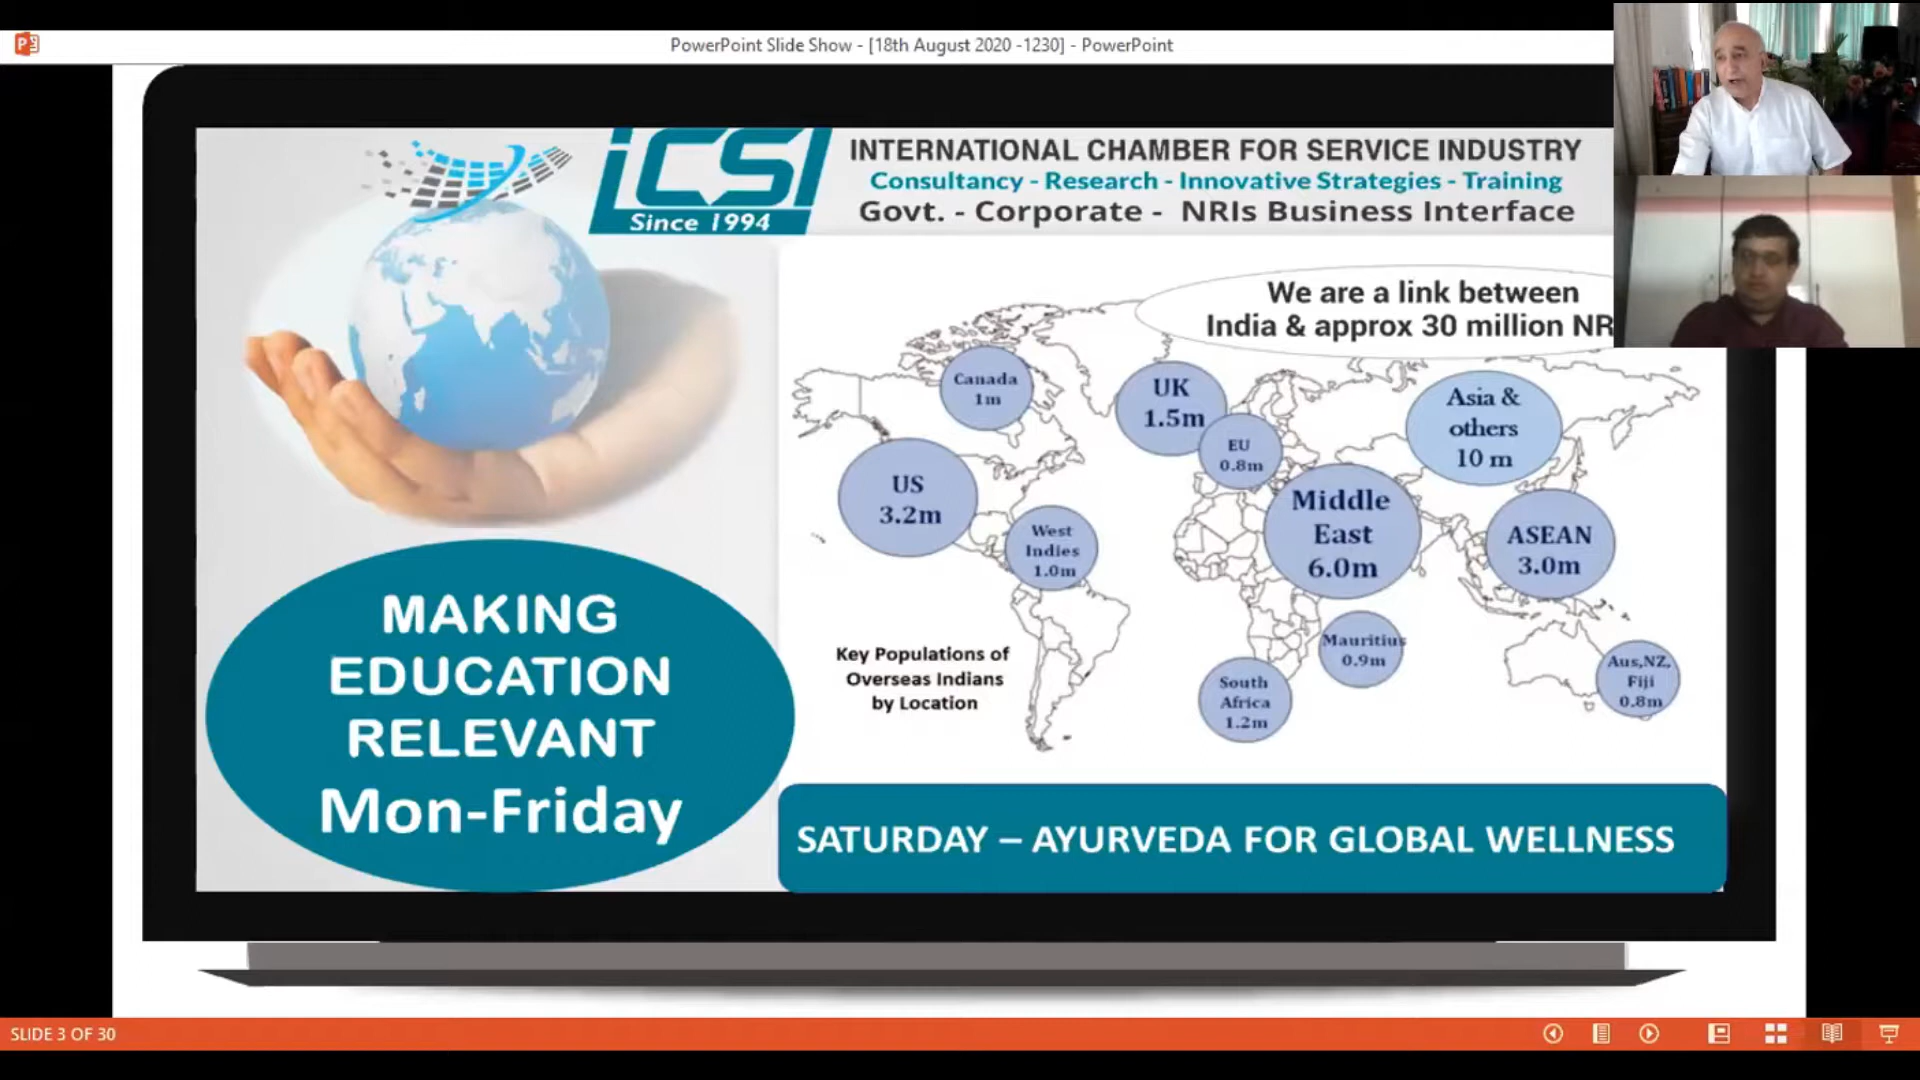 PowerPoint Slide Show - [18th August 2020 -1230] - PowerPoint
iCSI
Since 1994
INTERNATIONAL CHAMBER FOR SERVICE INDUSTRY
Consultancy - Research - Innovative Strategies - Training
Govt. - Corporate - NRIs Business Interface
We are a link between
India & approx 30 million NR
Canada
1m
UK
1.5m
EU
0.8m
Asia &
others
10 m
US
3.2m
West
Indies
1.0m
Middle
East
6.0m
ASEAN
3.0m
Mauritius
0.9m
South
Africa
1.2m
Aus,NZ,
Fiji
0.8m
Key Populations of
Overseas Indians
by Location
MAKING
EDUCATION
RELEVANT
Mon-Friday
SATURDAY – AYURVEDA FOR GLOBAL WELLNESS
SLIDE 3 OF 30